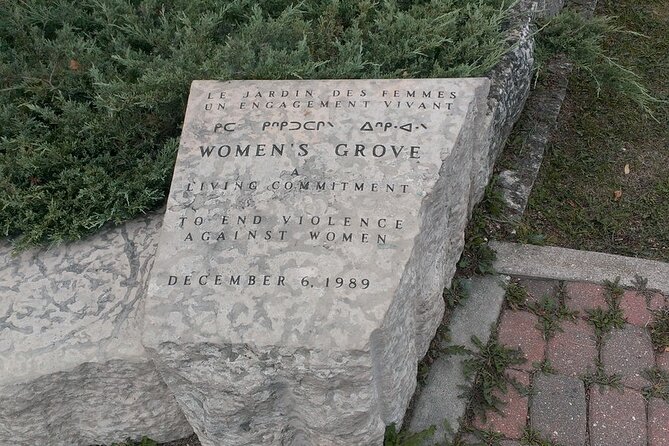 LE JARDIN DES FEMMES
UN ENGAGEMENT VIVANT
WOMEN'S GROVE
A
LIVING COMMITMENT
TO END VIOLENCE
AGAINST WOMEN
DECEMBER 6, 1989